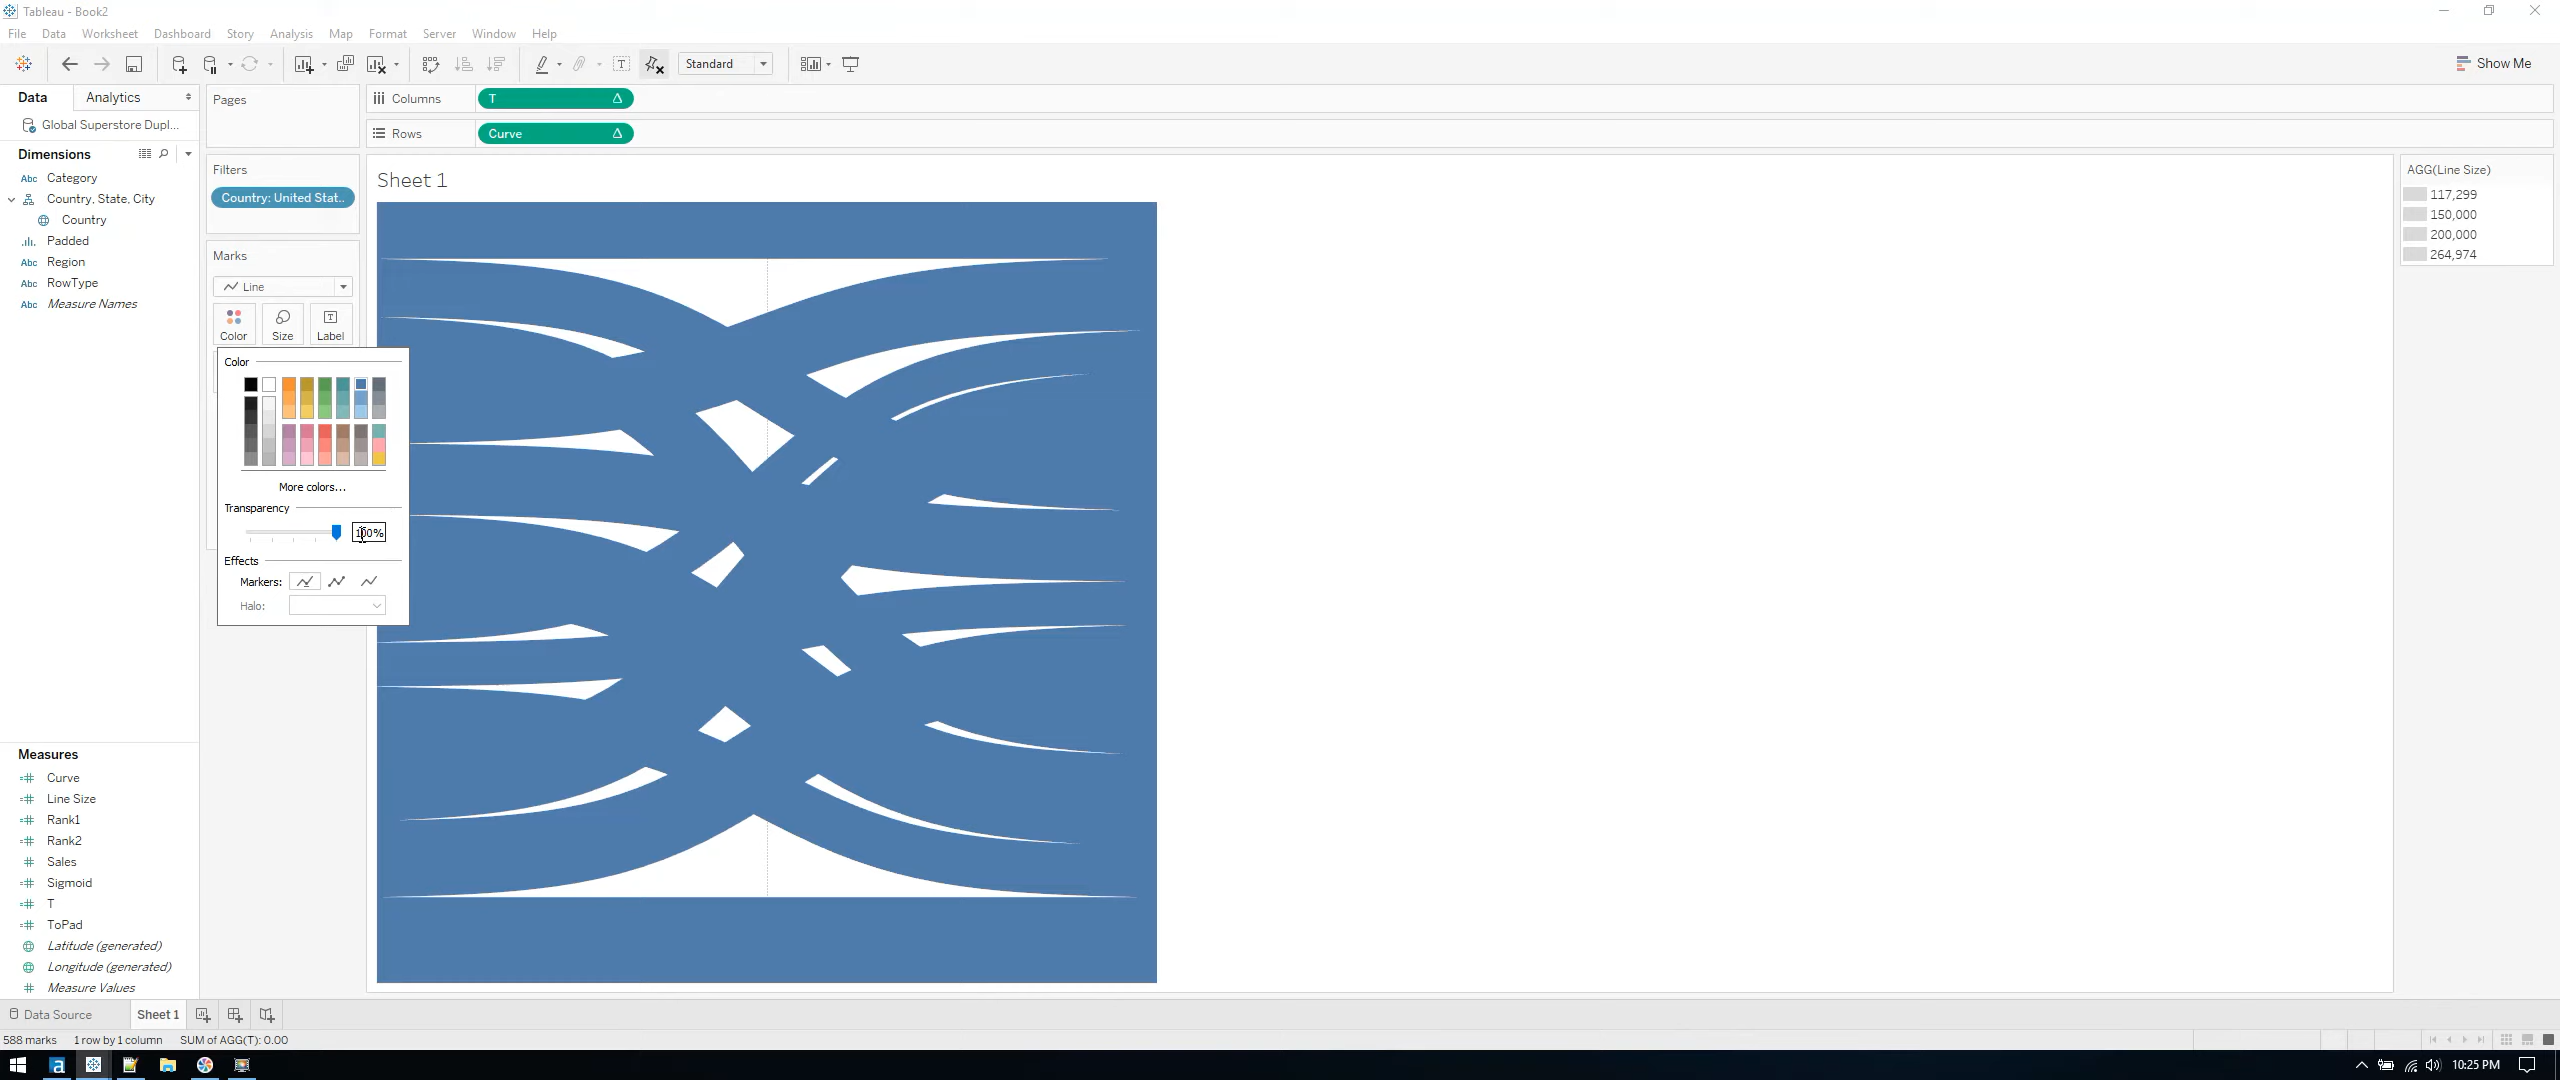 Tableau - Book2
File Data Worksheet Dashboard Story Analysis Map Format Server Window Help
Standard
Show Me
Data Analytics
Global Superstore Dupl...
Dimensions
Abc Category
Country, State, City
Country
Padded
Abc Region
Abc RowType
Abc Measure Names
Measures
Curve
Line Size
Rank1
Rank2
Sales
Sigmoid
T
ToPad
Latitude (generated)
Longitude (generated)
Measure Values
Pages
Filters
Country: United Stat..
Marks
Line
Color Size Label
Color
More colors...
Transparency
100%
Effects
Markers:
Halo:
Columns T
Rows Curve
Sheet 1
AGG(Line Size)
117,299
150,000
200,000
264,974
Data Source Sheet 1
588 marks 1 row by 1 column SUM of AGG(T): 0.00
10:25 PM